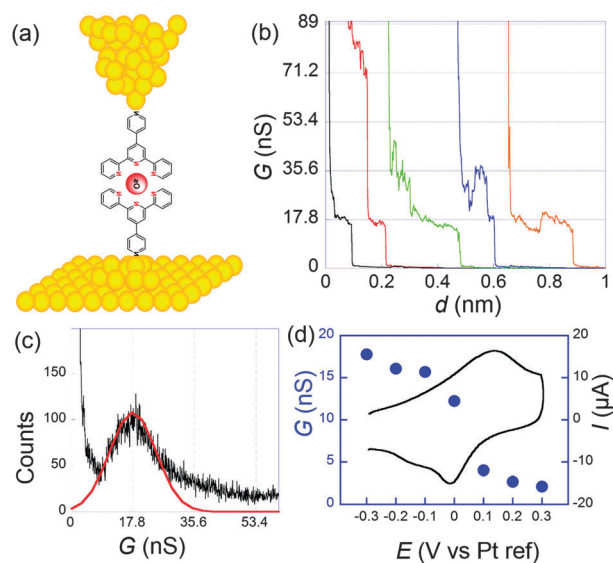 (a)
N
N
N
N
Co
N
N
N
N
(b)
G (nS)
89
71.2
53.4
35.6
17.8
0
0 0.2 0.4 0.6 0.8 1
d (nm)
(c)
Counts
150
100
50
0
0 17.8 35.6 53.4
G (nS)
(d)
G (nS)
20
15
10
5
0
I (µA)
20
10
0
-10
-20
-0.3 -0.2 -0.1 0 0.1 0.2 0.3
E (V vs Pt ref)